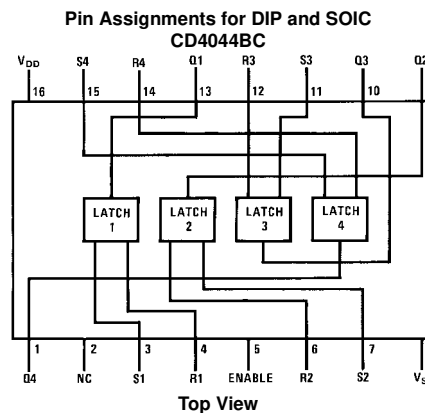 Pin Assignments for DIP and SOIC
CD4044BC
VDD S4 R4 Q1 R3 S3 Q3 Q2
16 15 14 13 12 11 10
LATCH 1
LATCH 2
LATCH 3
LATCH 4
1 2 3 4 5 6 7
Q4 NC S1 R1 ENABLE R2 S2 VS
Top View